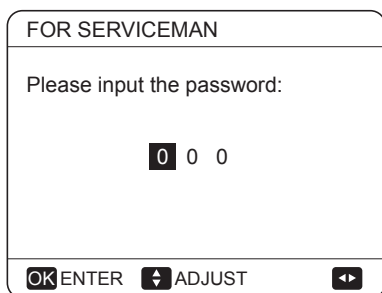 FOR SERVICEMAN
Please input the password:
0 0 0
OK ENTER ADJUST